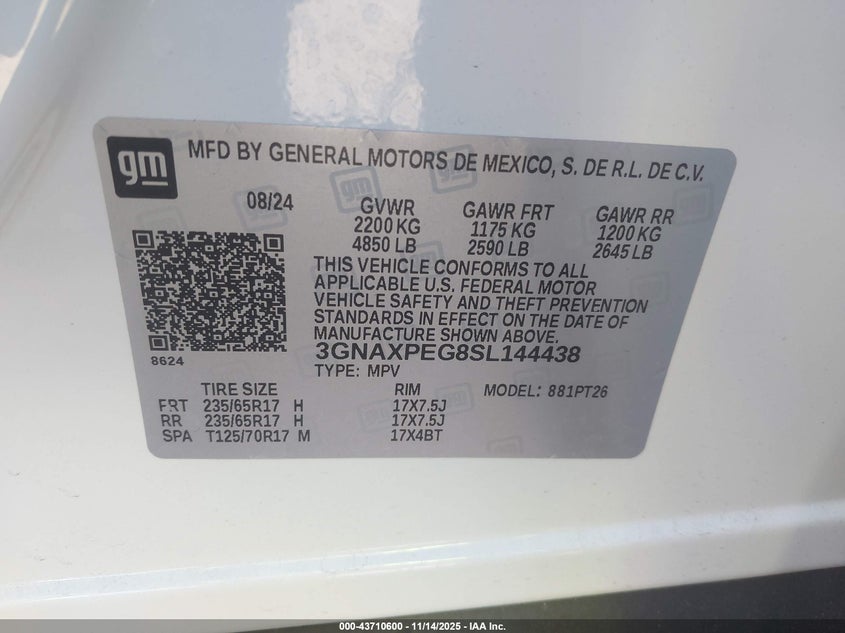 gm
MFD BY GENERAL MOTORS DE MEXICO, S. DE R.L. DE C.V.
08/24 GVWR GAWR FRT GAWR RR
2200 KG 1175 KG 1200 KG
4850 LB 2590 LB 2645 LB
THIS VEHICLE CONFORMS TO ALL
APPLICABLE U.S. FEDERAL MOTOR
VEHICLE SAFETY AND THEFT PREVENTION
STANDARDS IN EFFECT ON THE DATE OF
MANUFACTURE SHOWN ABOVE.
8624
3GNAXPEG8SL144438
TYPE: MPV
TIRE SIZE RIM MODEL: 881PT26
FRT 235/65R17 H 17X7.5J
RR 235/65R17 H 17X7.5J
SPA T125/70R17 M 17X4BT
000-43710600 - 11/14/2025 - IAA Inc.